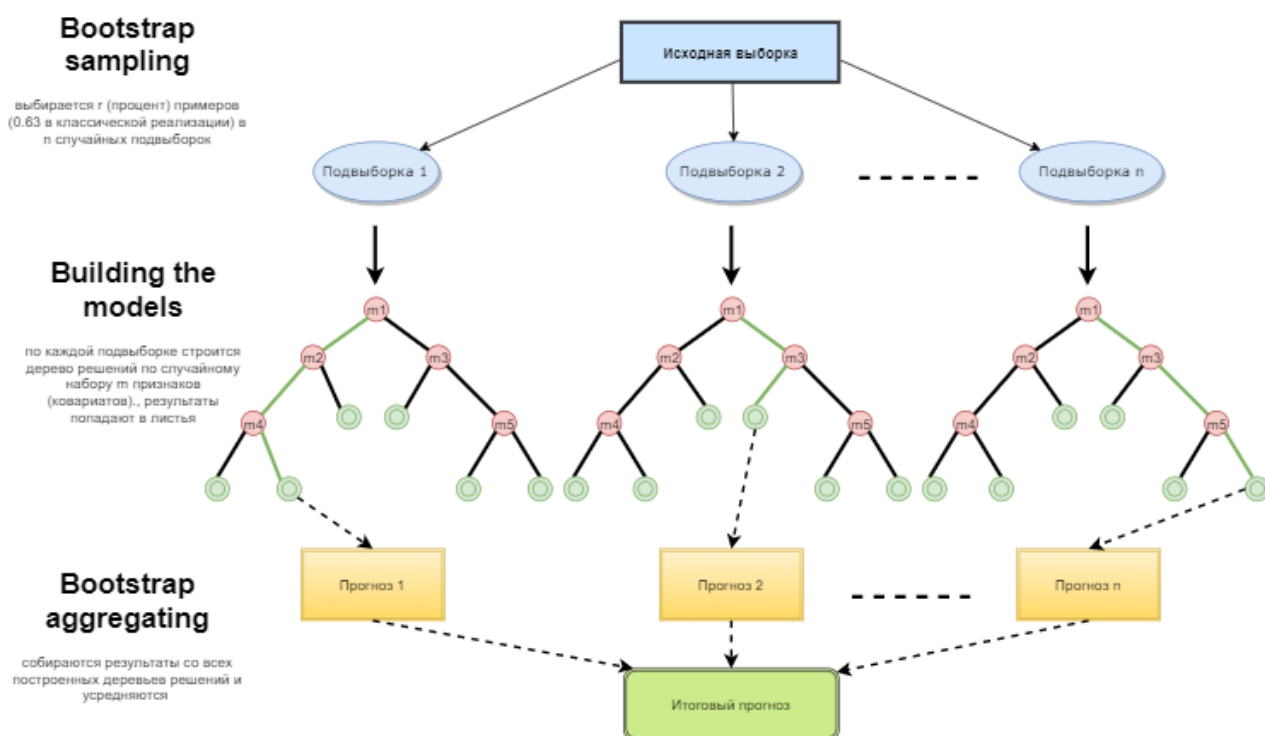 Bootstrap
sampling
выбирается r (процент) примеров
(0.63 в классической реализации) в
n случайных подвыборок
Исходная выборка
Подвыборка 1
Подвыборка 2
Подвыборка n
Building the
models
по каждой подвыборке строится
дерево решений по случайному
набору m признаков
(ковариатов)., результаты
попадают в листья
m1
m2
m3
m4
m5
m1
m2
m3
m4
m5
m1
m2
m3
m4
m5
Bootstrap
aggregating
собираются результаты со всех
построенных деревьев решений и
усредняются
Прогноз 1
Прогноз 2
Прогноз n
Итоговый прогноз